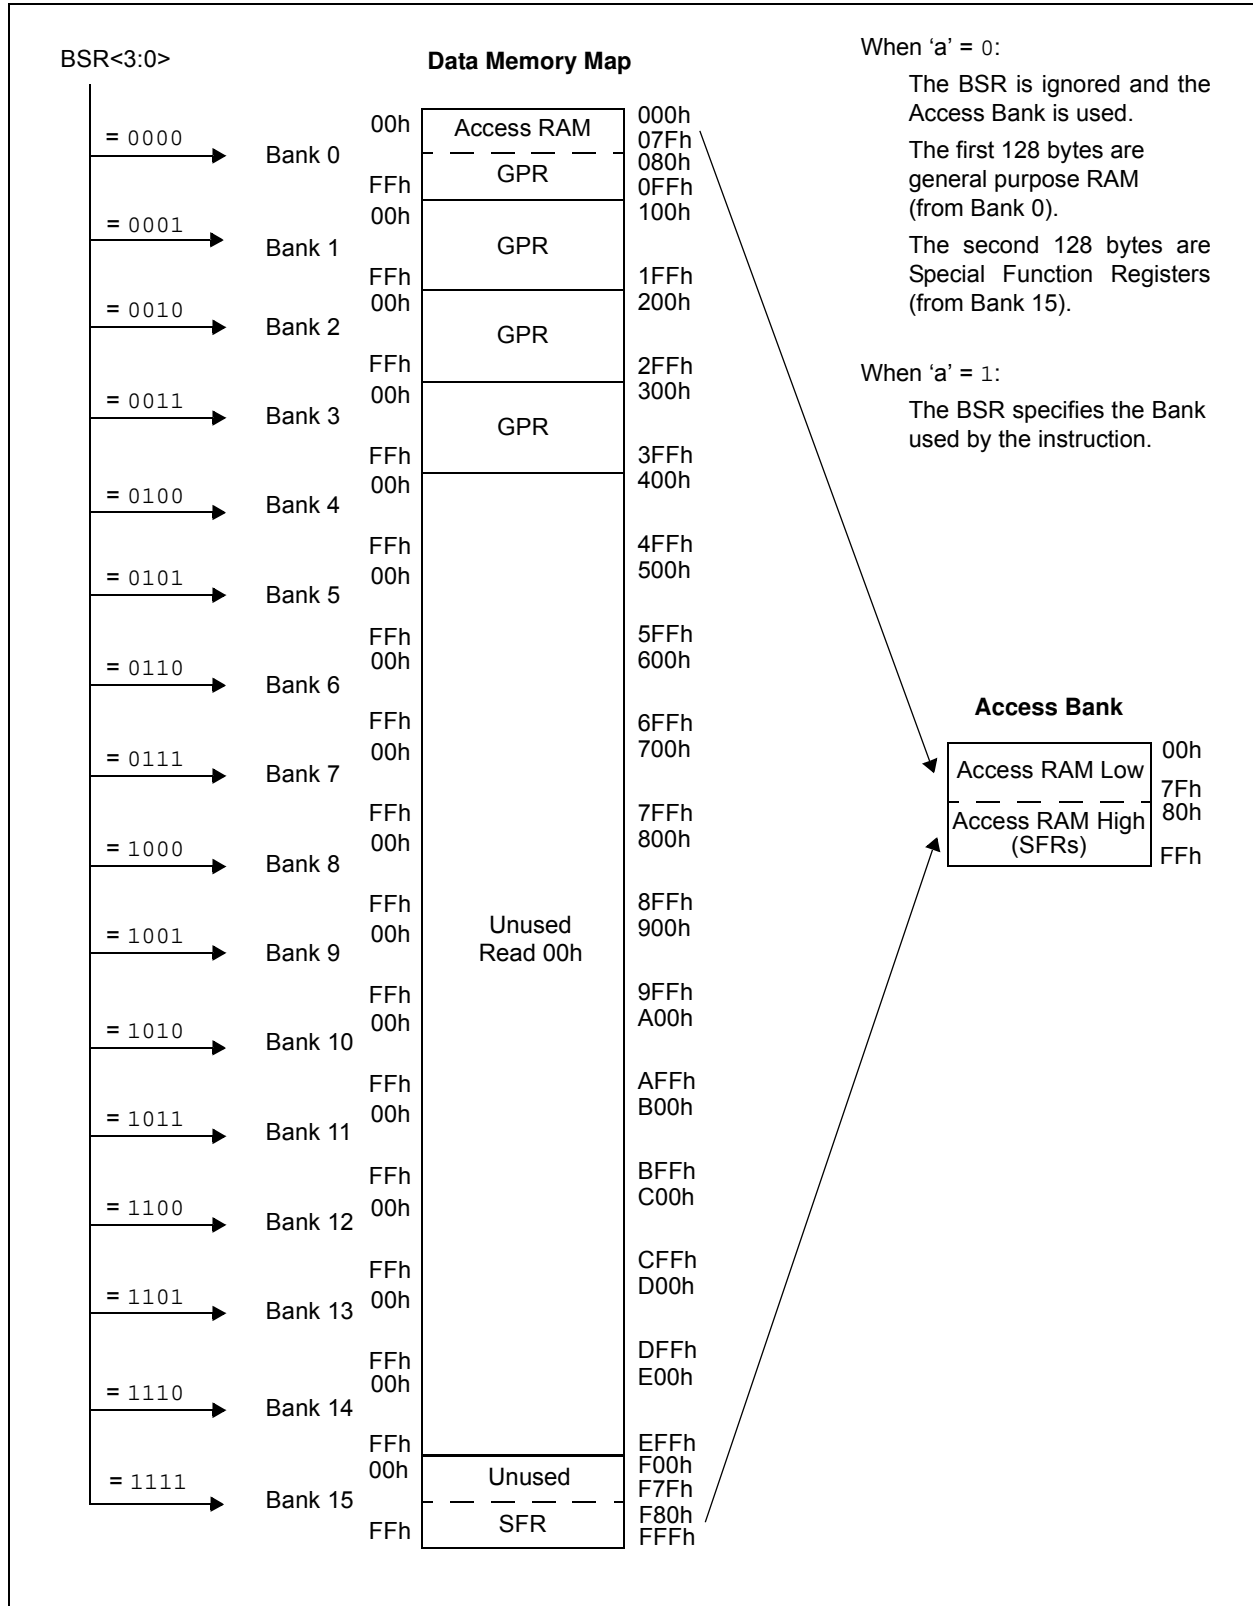 BSR<3:0>
Data Memory Map
When ‘a’ = 0:
The BSR is ignored and the
Access Bank is used.
The first 128 bytes are
general purpose RAM
(from Bank 0).
The second 128 bytes are
Special Function Registers
(from Bank 15).
When ‘a’ = 1:
The BSR specifies the Bank
used by the instruction.
= 0000
Bank 0
00h
Access RAM
000h
07Fh
080h
GPR
FFh
0FFh
= 0001
Bank 1
00h
100h
GPR
FFh
1FFh
= 0010
Bank 2
00h
200h
GPR
FFh
2FFh
= 0011
Bank 3
00h
300h
GPR
FFh
3FFh
= 0100
Bank 4
00h
400h
FFh
4FFh
= 0101
Bank 5
00h
500h
FFh
5FFh
= 0110
Bank 6
00h
600h
FFh
6FFh
= 0111
Bank 7
00h
700h
FFh
7FFh
= 1000
Bank 8
00h
800h
FFh
8FFh
= 1001
Bank 9
00h
Unused
Read 00h
900h
FFh
9FFh
= 1010
Bank 10
00h
A00h
FFh
AFFh
= 1011
Bank 11
00h
B00h
FFh
BFFh
= 1100
Bank 12
00h
C00h
FFh
CFFh
= 1101
Bank 13
00h
D00h
FFh
DFFh
= 1110
Bank 14
00h
E00h
FFh
EFFh
= 1111
Bank 15
00h
Unused
F00h
F7Fh
F80h
SFR
FFh
FFFh
Access Bank
Access RAM Low
00h
7Fh
Access RAM High
(SFRs)
80h
FFh